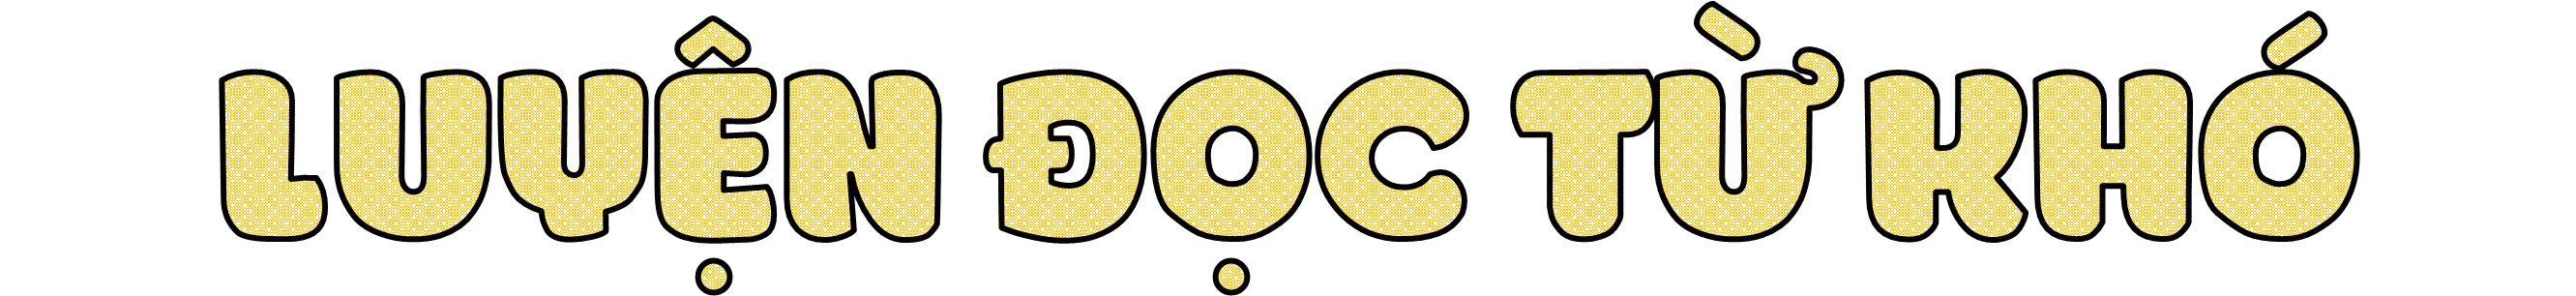 LUYỆN ĐỌC TỪ KHÓ